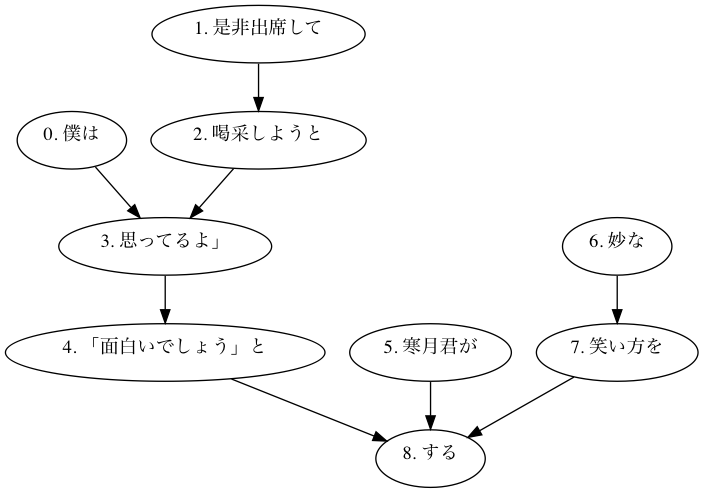 1. 是非出席して
0. 僕は
2. 喝采しようと
3. 思ってるよ」
6. 妙な
4. 「面白いでしょう」と
5. 寒月君が
7. 笑い方を
8. する